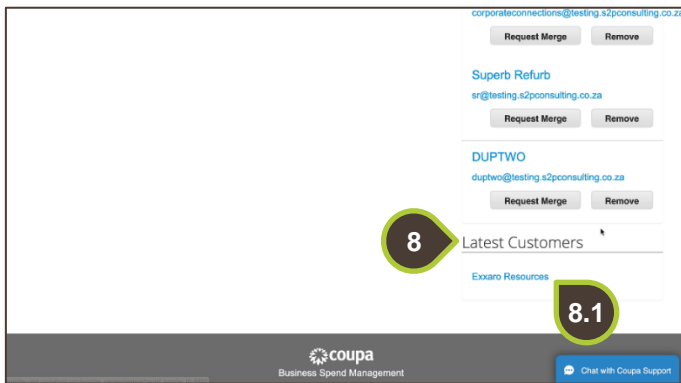 corporateconnections@testing.s2pconsulting.co.za
Request Merge Remove
Superb Refurb
sr@testing.s2pconsulting.co.za
Request Merge Remove
DUPTWO
duptwo@testing.s2pconsulting.co.za
Request Merge Remove
8 Latest Customers
Exxaro Resources
8.1
coupa
Business Spend Management
Chat with Coupa Support